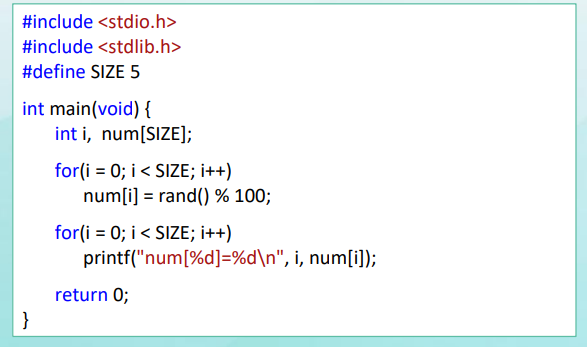 #include <stdio.h>
#include <stdlib.h>
#define SIZE 5
int main(void) {
int i, num[SIZE];
for(i = 0; i < SIZE; i++)
num[i] = rand() % 100;
for(i = 0; i < SIZE; i++)
printf("num[%d]=%d\n", i, num[i]);
return 0;
}